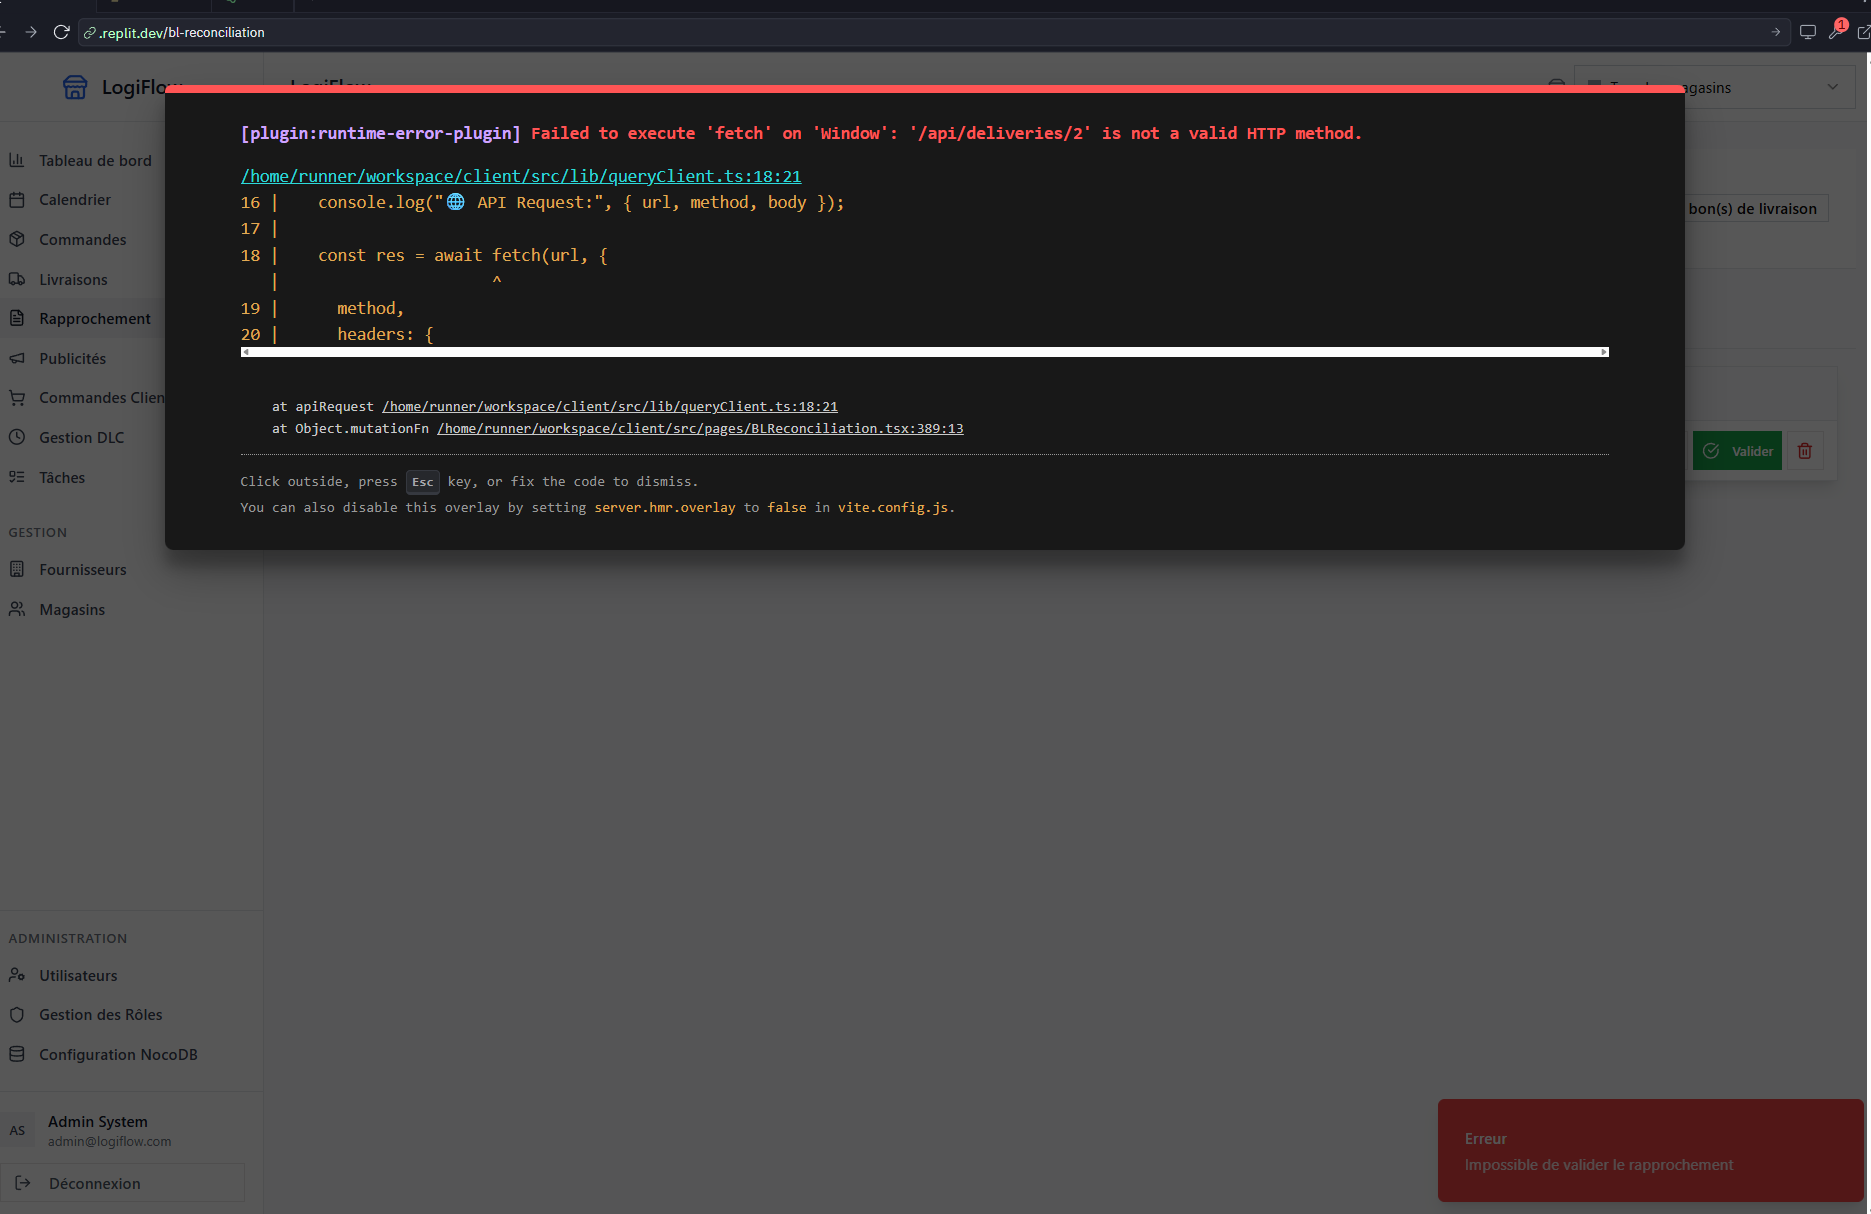 .replit.dev/bl-reconciliation
1
LogiFlow
LogiFlow
agasins
[plugin:runtime-error-plugin] Failed to execute 'fetch' on 'Window': '/api/deliveries/2' is not a valid HTTP method.
/home/runner/workspace/client/src/lib/queryClient.ts:18:21
16 |    console.log("🌐 API Request:", { url, method, body });
17 |
18 |    const res = await fetch(url, {
   |                      ^
19 |      method,
20 |      headers: {
at apiRequest /home/runner/workspace/client/src/lib/queryClient.ts:18:21
at Object.mutationFn /home/runner/workspace/client/src/pages/BLReconciliation.tsx:389:13
Click outside, press Esc key, or fix the code to dismiss.
You can also disable this overlay by setting server.hmr.overlay to false in vite.config.js.
Tableau de bord
Calendrier
Commandes
Livraisons
Rapprochement
Publicités
Commandes Clien
Gestion DLC
Tâches
GESTION
Fournisseurs
Magasins
bon(s) de livraison
Valider
ADMINISTRATION
Utilisateurs
Gestion des Rôles
Configuration NocoDB
AS
Admin System
admin@logiflow.com
Déconnexion
Erreur
Impossible de valider le rapprochement